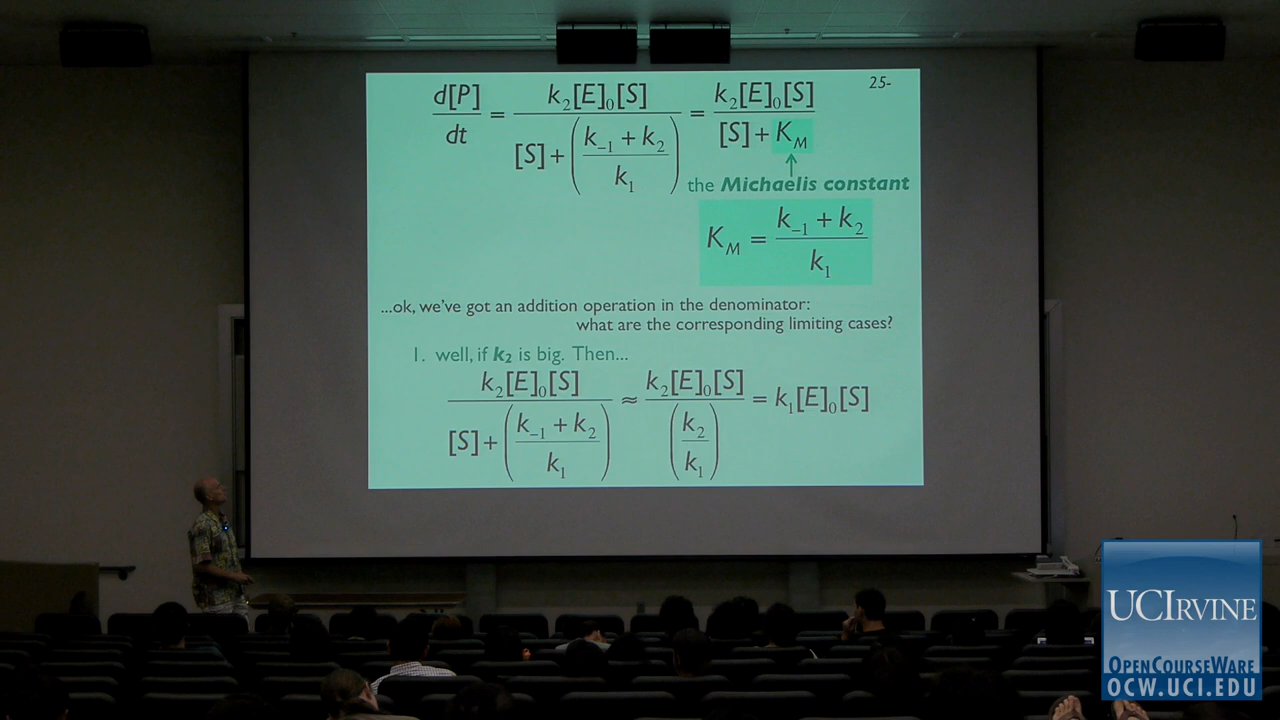 25-
d[P]/dt = k₂[E]₀[S] / ([S] + ((k₋₁ + k₂)/k₁)) = k₂[E]₀[S] / ([S] + K_M)
the Michaelis constant
K_M = (k₋₁ + k₂)/k₁
...ok, we've got an addition operation in the denominator:
what are the corresponding limiting cases?
1. well, if k₂ is big. Then...
k₂[E]₀[S] / ([S] + ((k₋₁ + k₂)/k₁)) ≈ k₂[E]₀[S] / (k₂/k₁) = k₁[E]₀[S]
UCIRVINE
OPENCOURSEWARE
OCW.UCI.EDU